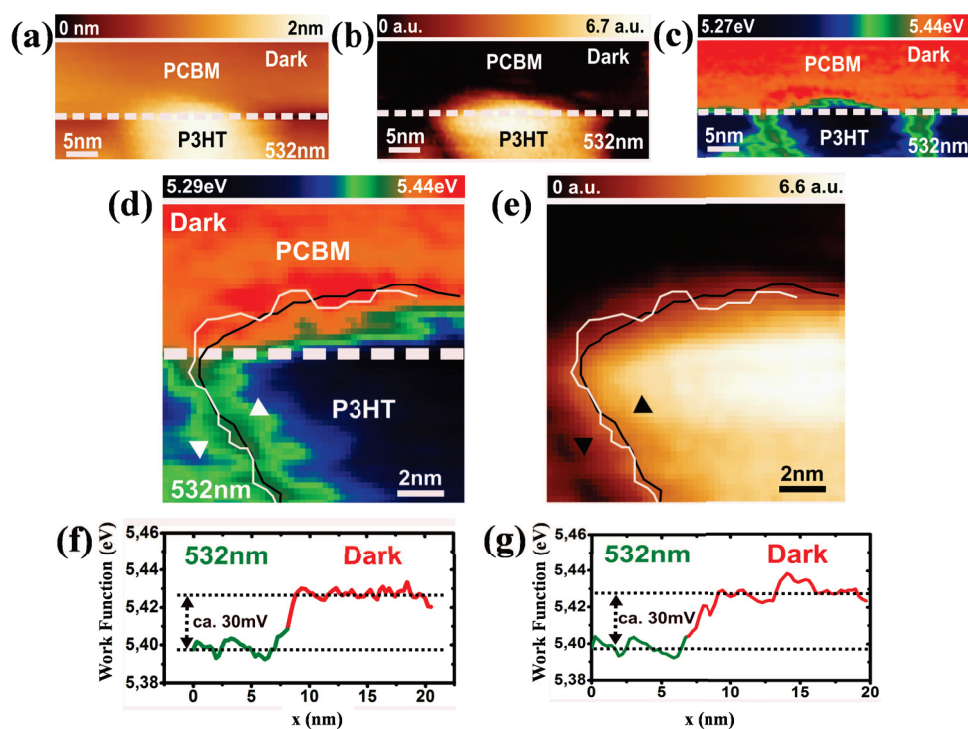 (a)
0 nm 2nm
PCBM
Dark
P3HT
5nm
532nm
(b)
0 a.u. 6.7 a.u.
PCBM
Dark
P3HT
5nm
532nm
(c)
5.27eV 5.44eV
PCBM
Dark
P3HT
5nm
532nm
(d)
5.29eV 5.44eV
Dark
PCBM
P3HT
532nm
2nm
(e)
0 a.u. 6.6 a.u.
2nm
(f)
Work Function (eV)
5,46
5,44
5,42
5,40
5,38
532nm Dark
ca. 30mV
0 5 10 15 20
x (nm)
(g)
Work Function (eV)
5,46
5,44
5,42
5,40
5,38
532nm Dark
ca. 30mV
0 5 10 15 20
x (nm)